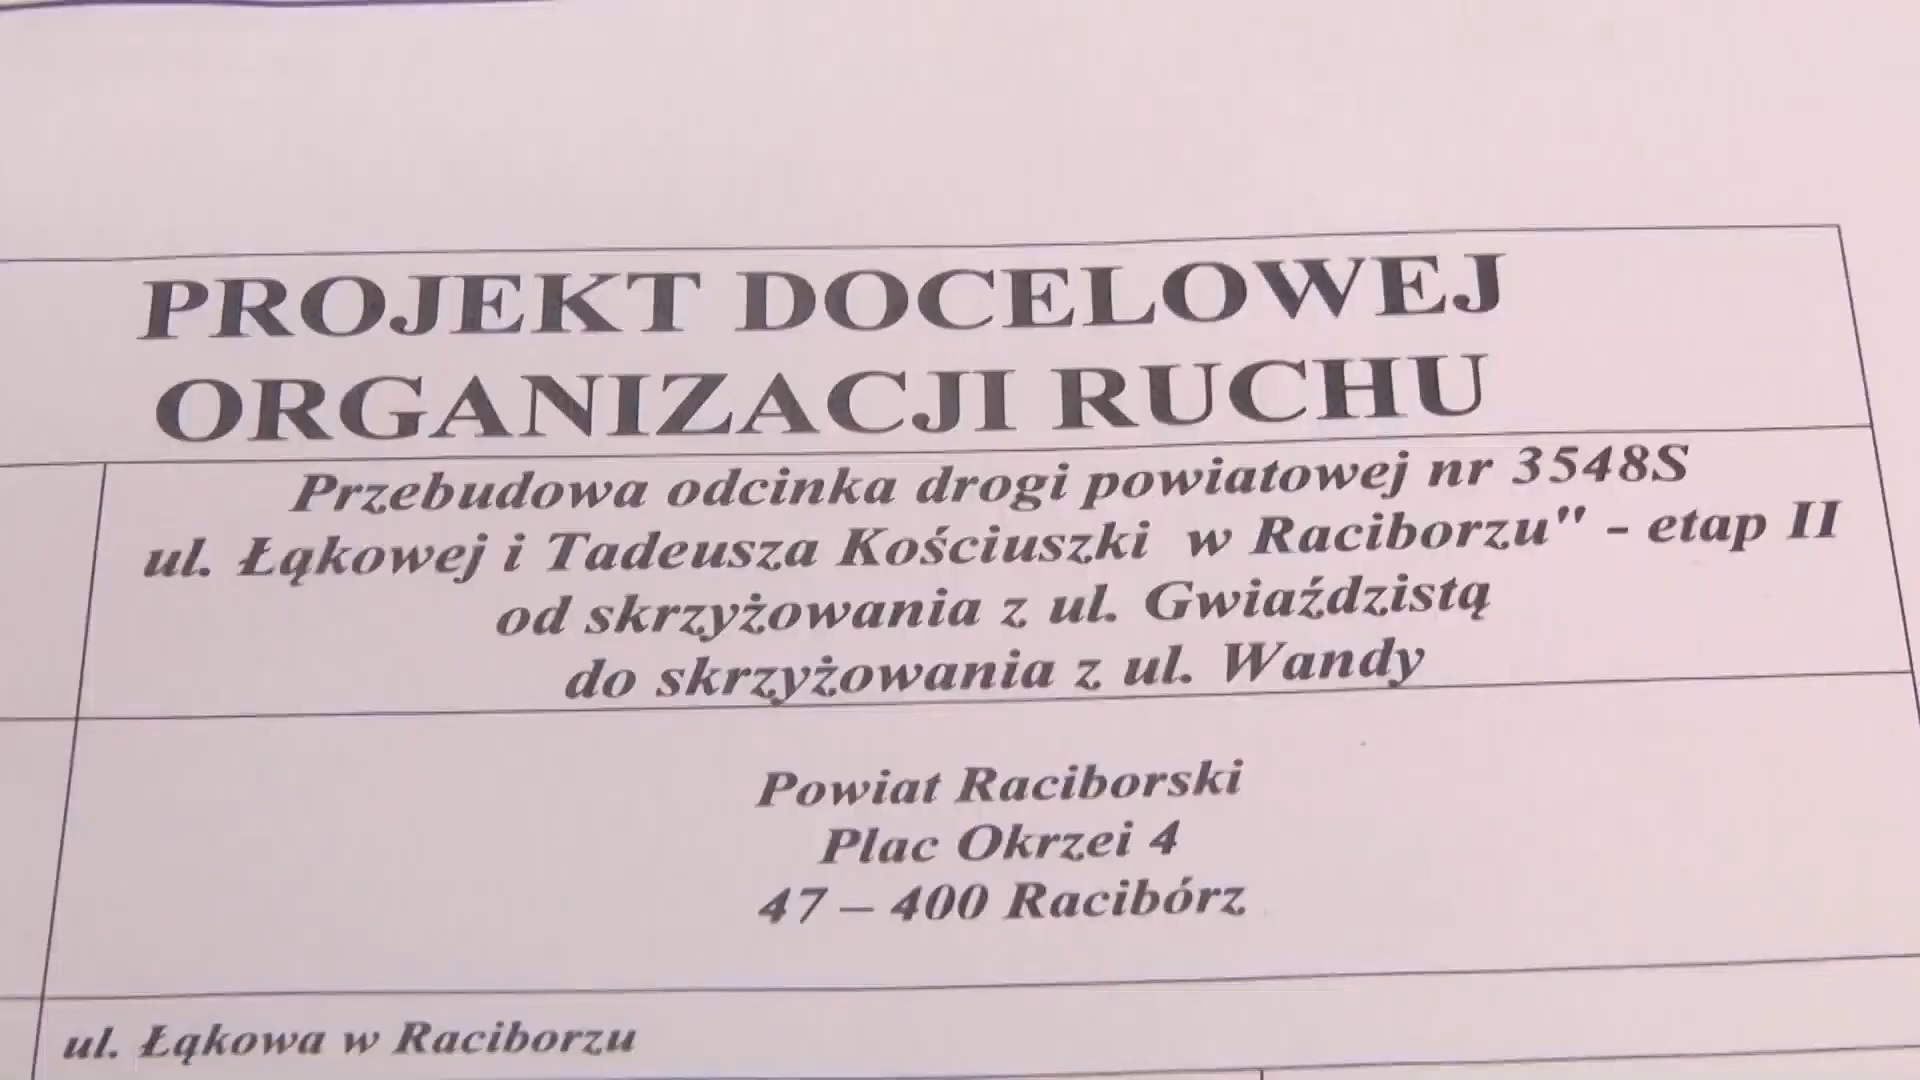 PROJEKT DOCELOWEJ
ORGANIZACJI RUCHU
Przebudowa odcinka drogi powiatowej nr 3548S
ul. Łąkowej i Tadeusza Kościuszki w Raciborzu" - etap II
od skrzyżowania z ul. Gwiaździstą
do skrzyżowania z ul. Wandy
Powiat Raciborski
Plac Okrzei 4
47 – 400 Racibórz
ul. Łąkowa w Raciborzu